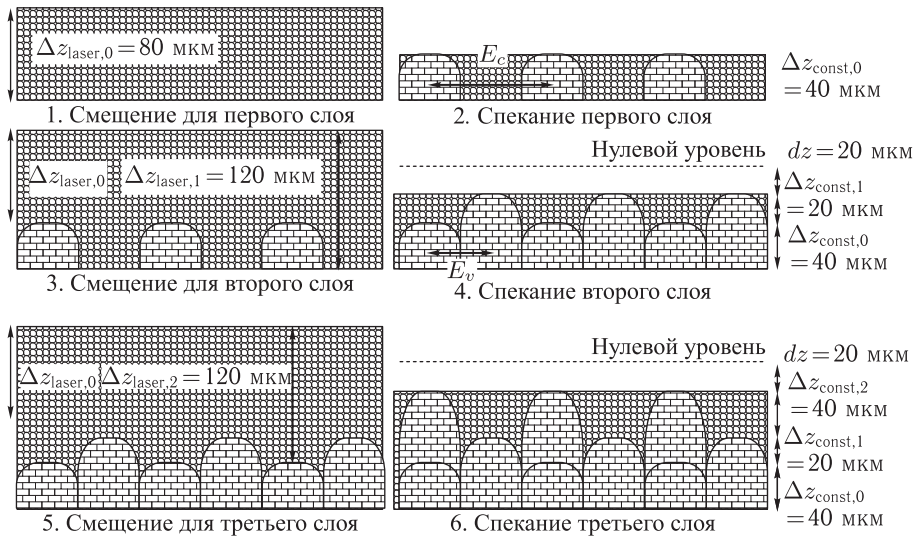 Δz_laser,0 = 80 мкм
1. Смещение для первого слоя
E_c
Δz_const,0
= 40 мкм
2. Спекание первого слоя
Δz_laser,0 Δz_laser,1 = 120 мкм
3. Смещение для второго слоя
Нулевой уровень dz = 20 мкм
Δz_const,1
= 20 мкм
Δz_const,0
= 40 мкм
E_v
4. Спекание второго слоя
Δz_laser,0 Δz_laser,2 = 120 мкм
5. Смещение для третьего слоя
Нулевой уровень dz = 20 мкм
Δz_const,2
= 40 мкм
Δz_const,1
= 20 мкм
Δz_const,0
= 40 мкм
6. Спекание третьего слоя